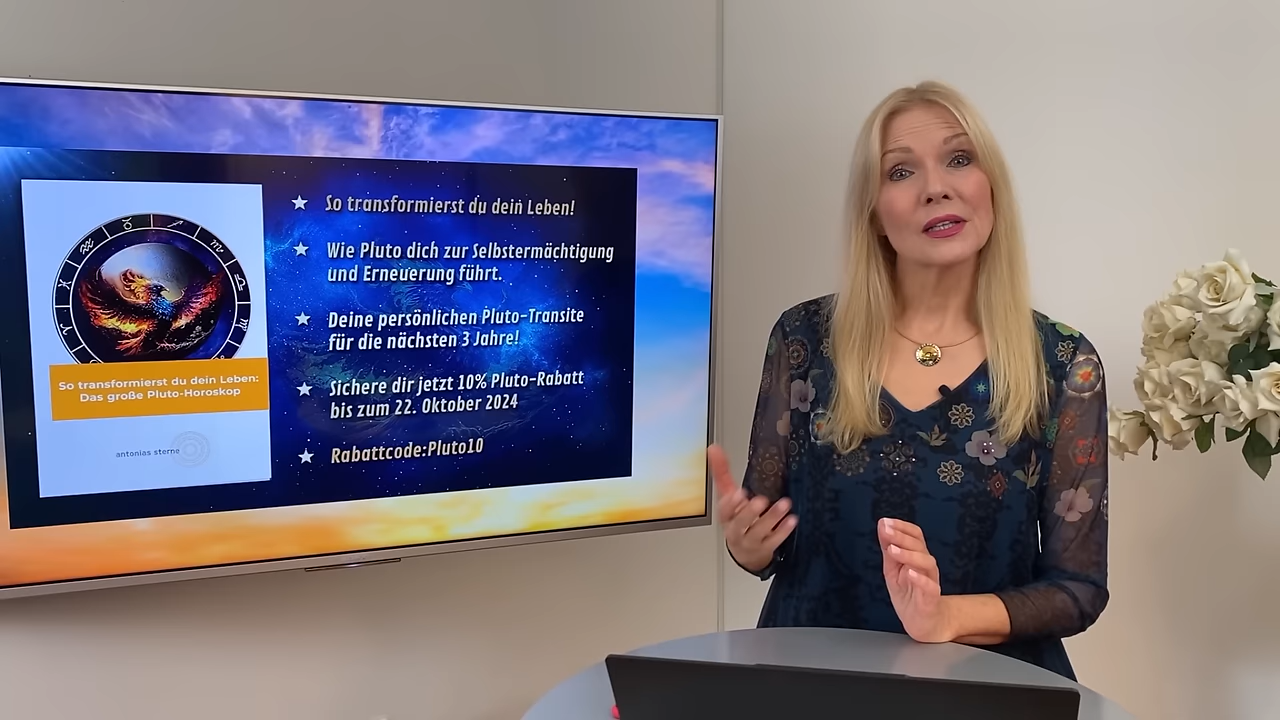 So transformierst du dein Leben:
Das große Pluto-Horoskop
antonias sterne
So transformierst du dein Leben!
Wie Pluto dich zur Selbstermächtigung
und Erneuerung führt.
Deine persönlichen Pluto-Transite
für die nächsten 3 Jahre!
Sichere dir jetzt 10% Pluto-Rabatt
bis zum 22. Oktober 2024
Rabattcode:Pluto10